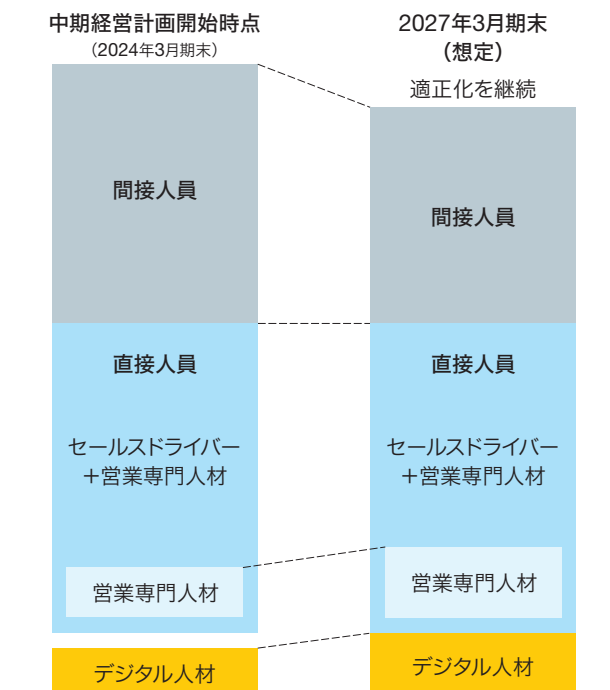 中期経営計画開始時点
（2024年3月期末）
間接人員
直接人員
セールスドライバー
＋営業専門人材
営業専門人材
デジタル人材
2027年3月期末
（想定）
適正化を継続
間接人員
直接人員
セールスドライバー
＋営業専門人材
営業専門人材
デジタル人材